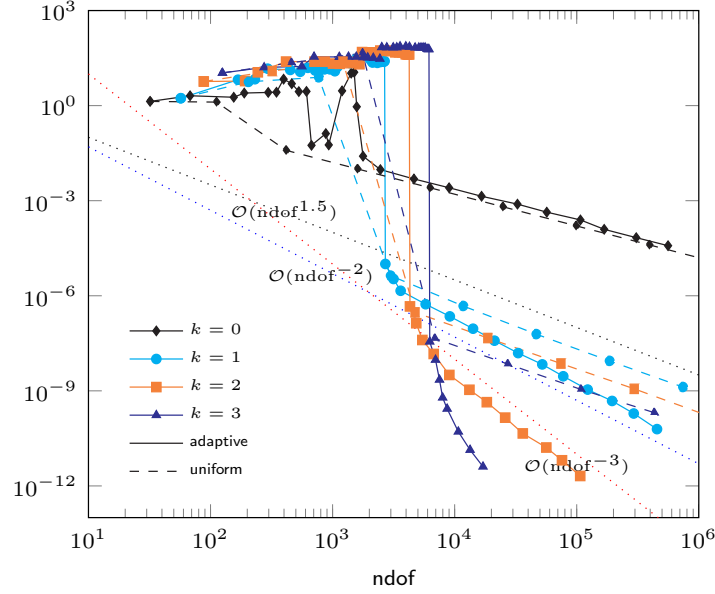 10^3
10^0
10^−3
10^−6
10^−9
10^−12
O(ndof^1.5)
O(ndof^−2)
O(ndof^−3)
k = 0
k = 1
k = 2
k = 3
adaptive
uniform
10^1 10^2 10^3 10^4 10^5 10^6
ndof